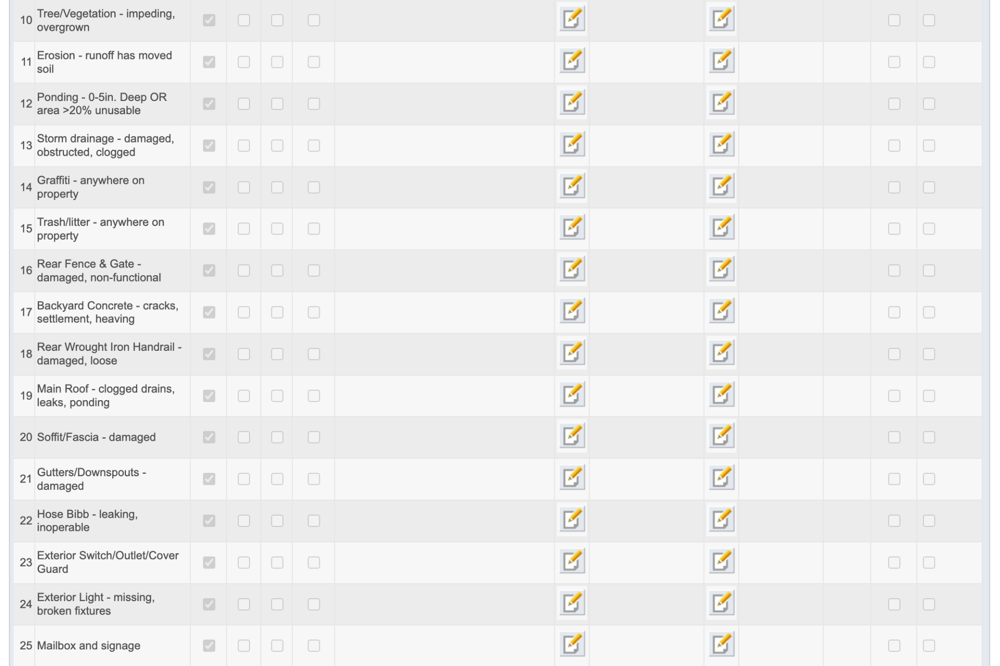 10 Tree/Vegetation - impeding,
overgrown
11 Erosion - runoff has moved
soil
12 Ponding - 0-5in. Deep OR
area >20% unusable
13 Storm drainage - damaged,
obstructed, clogged
14 Graffiti - anywhere on
property
15 Trash/litter - anywhere on
property
16 Rear Fence & Gate -
damaged, non-functional
17 Backyard Concrete - cracks,
settlement, heaving
18 Rear Wrought Iron Handrail -
damaged, loose
19 Main Roof - clogged drains,
leaks, ponding
20 Soffit/Fascia - damaged
21 Gutters/Downspouts -
damaged
22 Hose Bibb - leaking,
inoperable
23 Exterior Switch/Outlet/Cover
Guard
24 Exterior Light - missing,
broken fixtures
25 Mailbox and signage